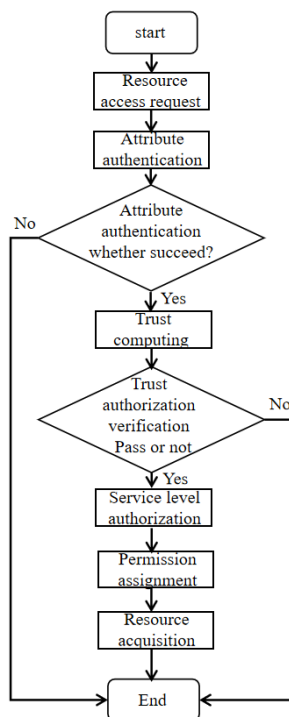 start
Resource
access request
Attribute
authentication
No
Attribute
authentication
whether succeed?
Yes
Trust
computing
Trust
authorization
verification
Pass or not
No
Yes
Service level
authorization
Permission
assignment
Resource
acquisition
End